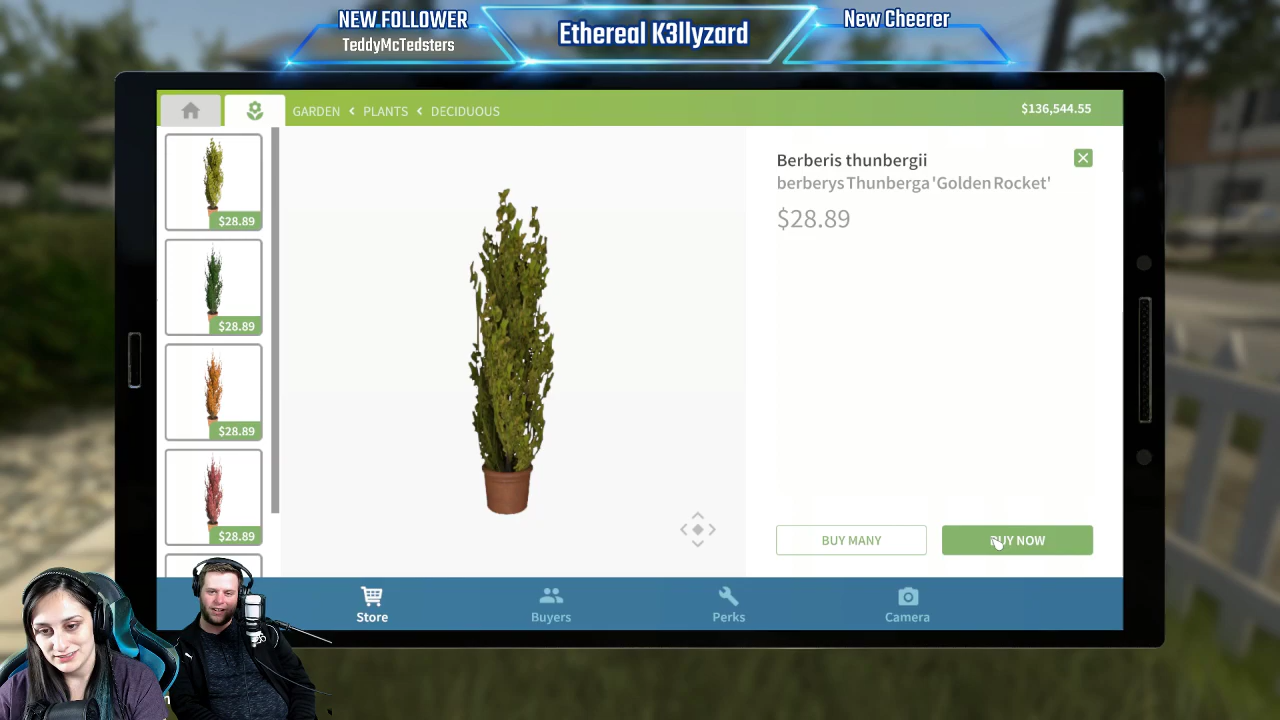 NEW FOLLOWER
TeddyMcTedsters
Ethereal K3llyzard
New Cheerer
GARDEN < PLANTS < DECIDUOUS
$136,544.55
$28.89
$28.89
$28.89
$28.89
Berberis thunbergii
berberys Thunberga 'Golden Rocket'
$28.89
BUY MANY
BUY NOW
Store
Buyers
Perks
Camera